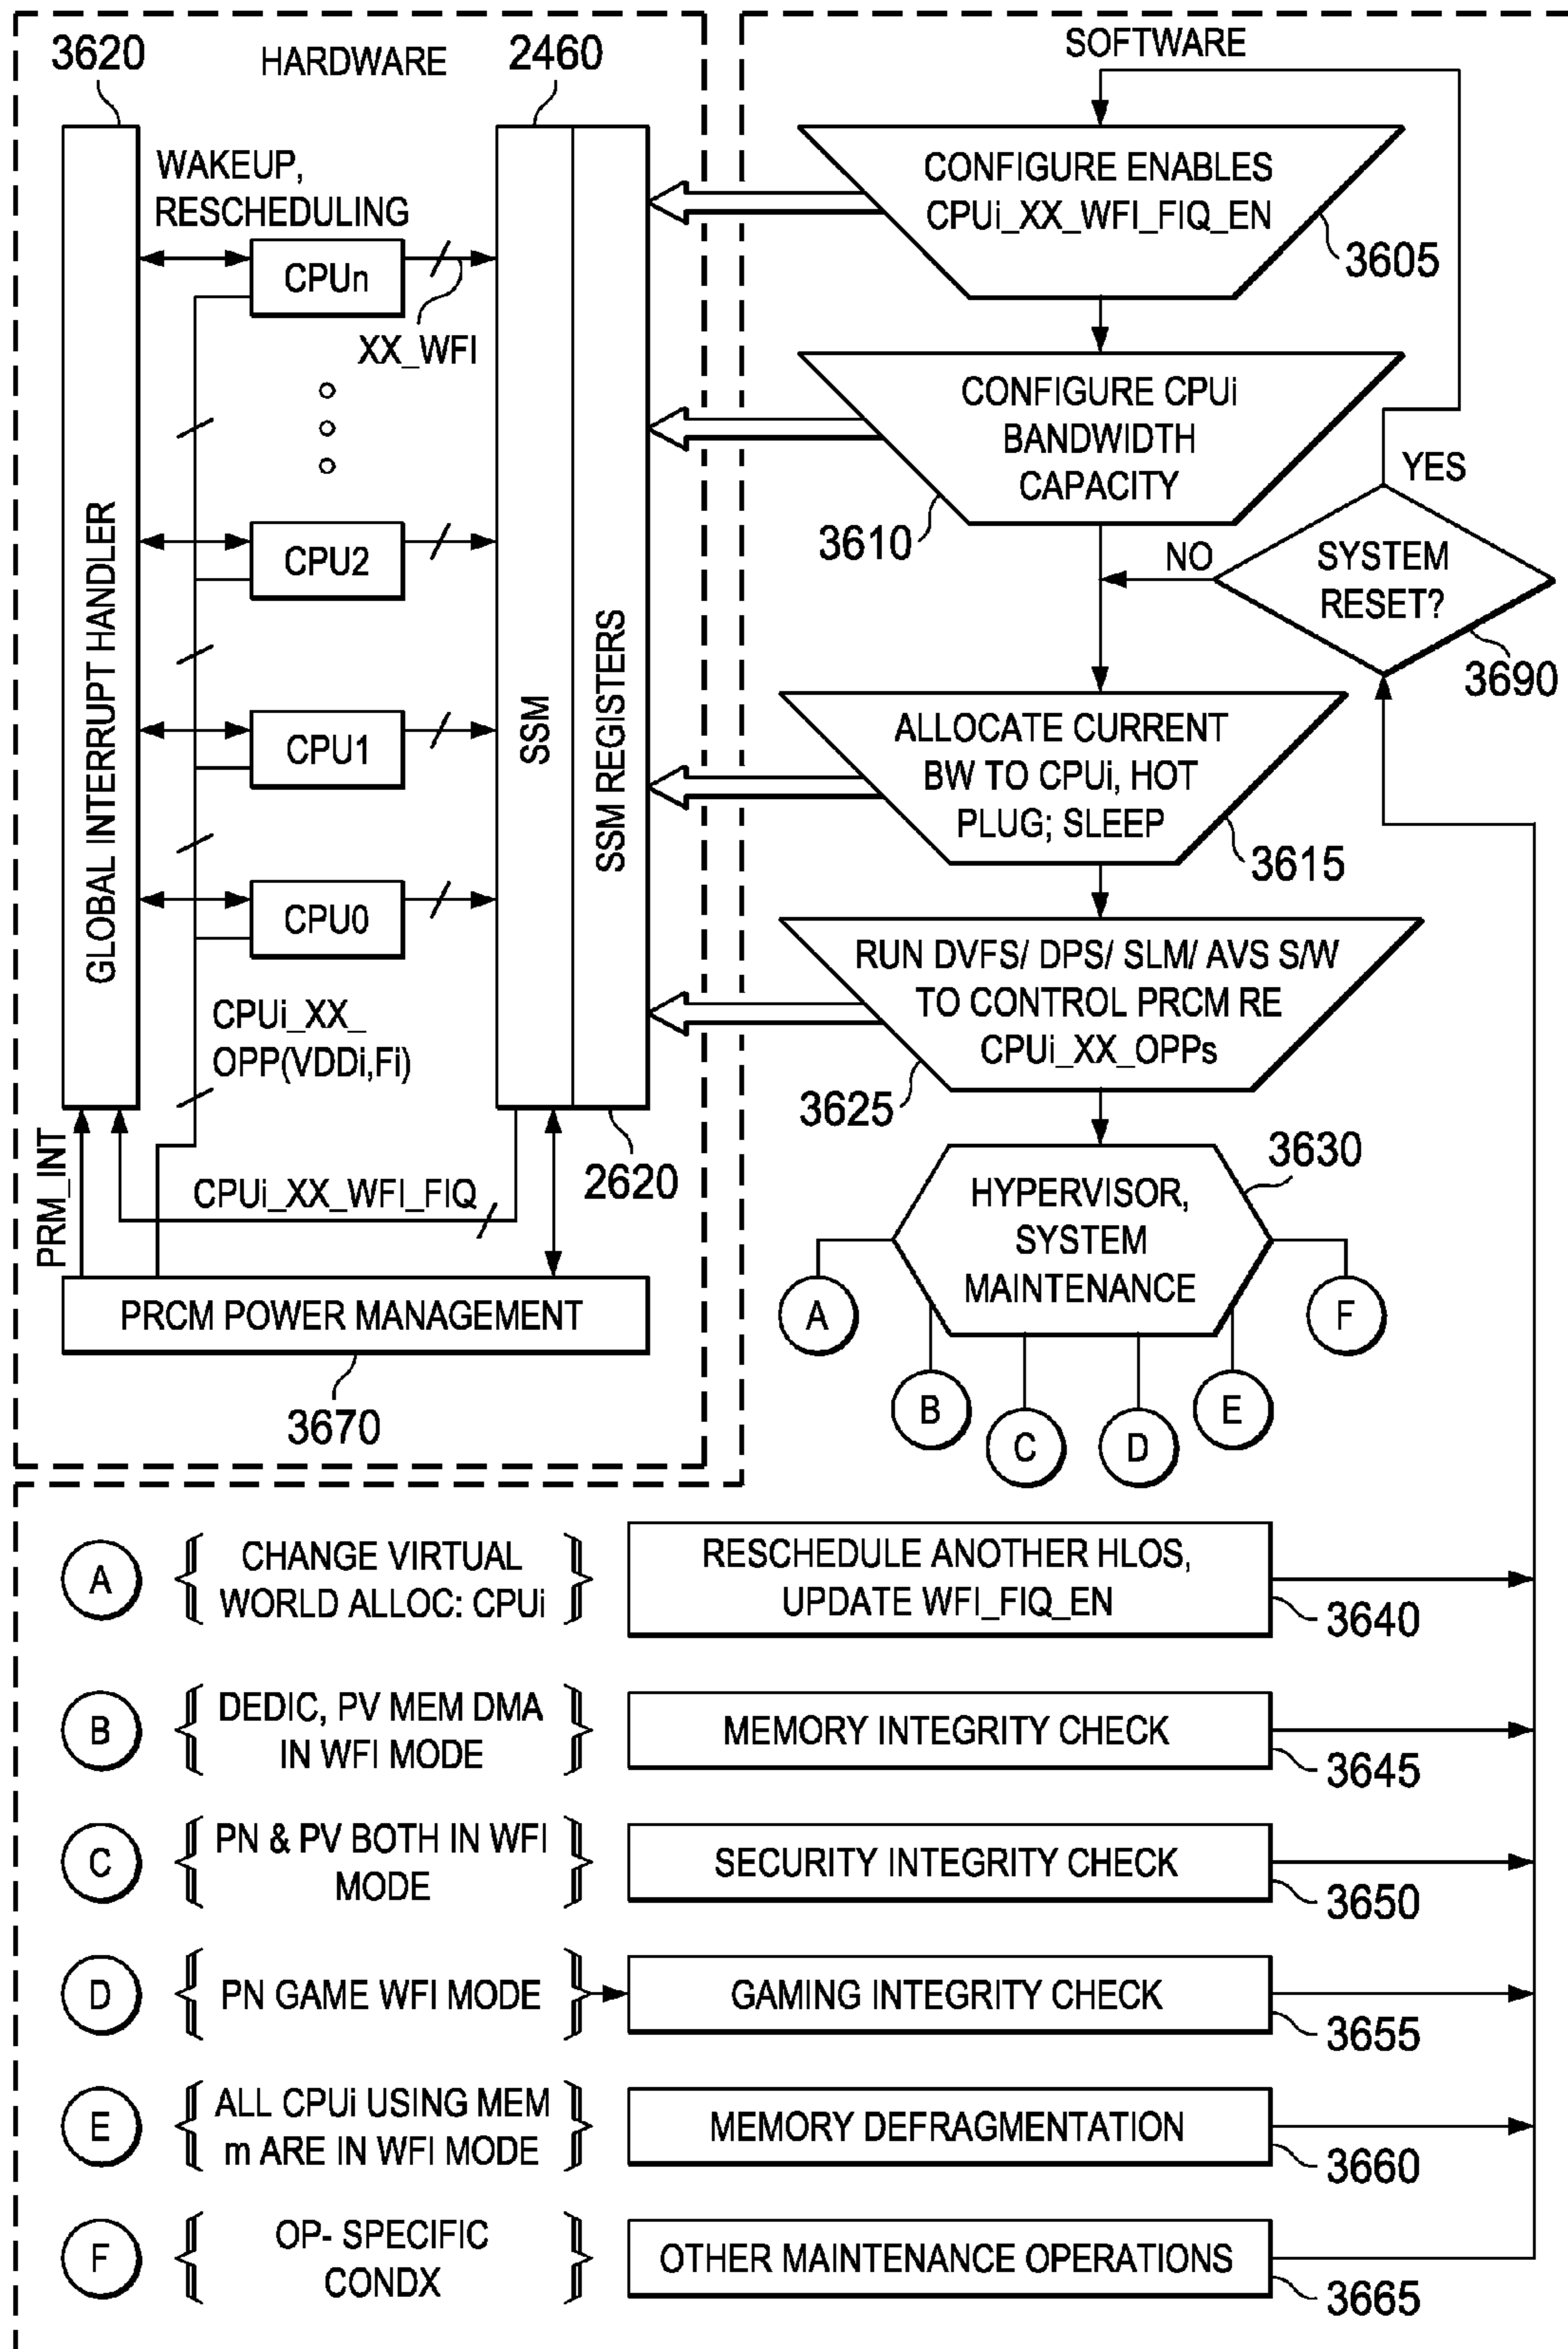 HARDWARE
3620
2460
WAKEUP,
RESCHEDULING
CPUn
XX_WFI
CPU2
CPU1
CPU0
GLOBAL INTERRUPT HANDLER
SSM
SSM REGISTERS
CPUi_XX_
OPP(VDDi,Fi)
PRM_INT
CPUi_XX_WFI_FIQ
2620
PRCM POWER MANAGEMENT
3670
SOFTWARE
CONFIGURE ENABLES
CPUi_XX_WFI_FIQ_EN
3605
CONFIGURE CPUi
BANDWIDTH
CAPACITY
3610
YES
NO
SYSTEM
RESET?
3690
ALLOCATE CURRENT
BW TO CPUi, HOT
PLUG; SLEEP
3615
RUN DVFS/ DPS/ SLM/ AVS S/W
TO CONTROL PRCM RE
CPUi_XX_OPPs
3625
HYPERVISOR,
SYSTEM
MAINTENANCE
3630
A
B
C
D
E
F
A
CHANGE VIRTUAL
WORLD ALLOC: CPUi
RESCHEDULE ANOTHER HLOS,
UPDATE WFI_FIQ_EN
3640
B
DEDIC, PV MEM DMA
IN WFI MODE
MEMORY INTEGRITY CHECK
3645
C
PN & PV BOTH IN WFI
MODE
SECURITY INTEGRITY CHECK
3650
D
PN GAME WFI MODE
GAMING INTEGRITY CHECK
3655
E
ALL CPUi USING MEM
m ARE IN WFI MODE
MEMORY DEFRAGMENTATION
3660
F
OP- SPECIFIC
CONDX
OTHER MAINTENANCE OPERATIONS
3665